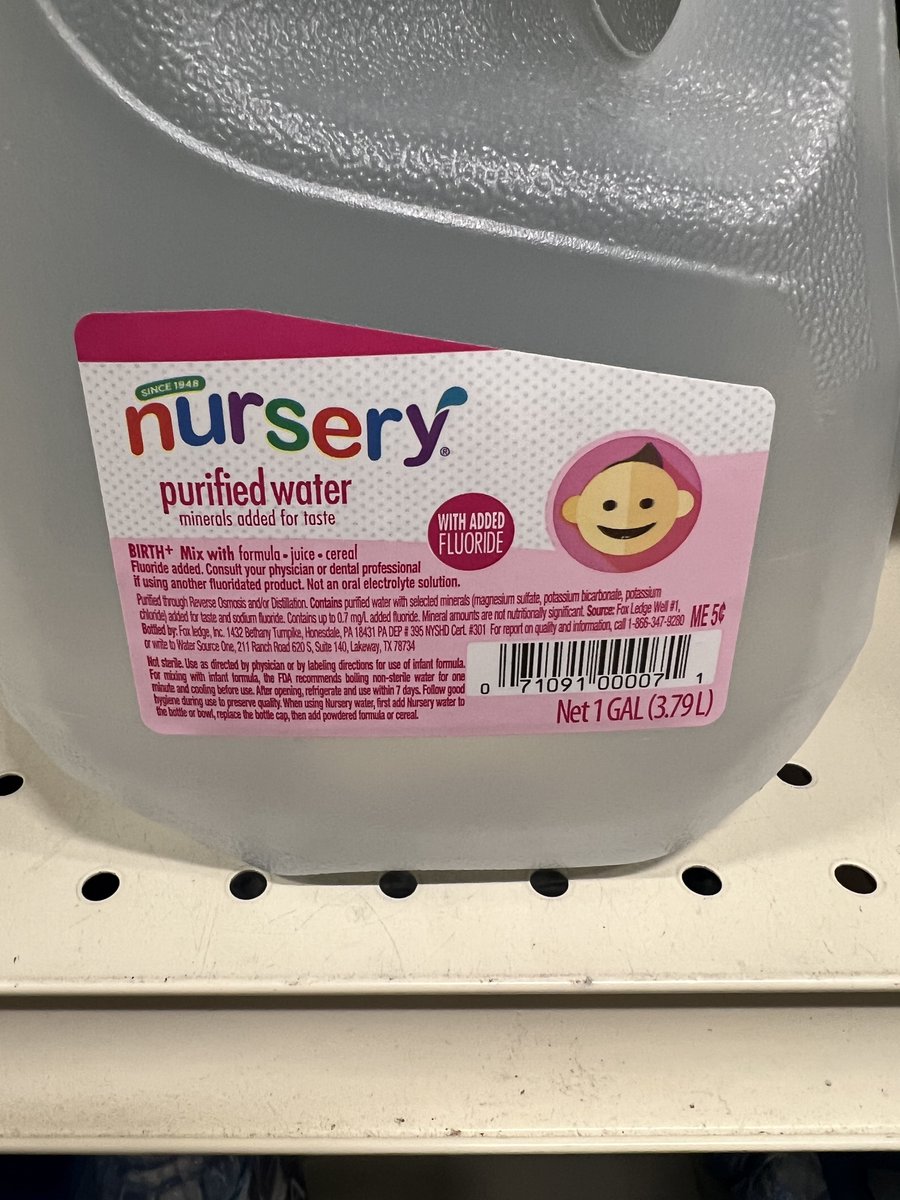 SINCE 1948
nursery®
purified water
minerals added for taste
WITH ADDED
FLUORIDE
BIRTH+ Mix with formula • juice • cereal
Fluoride added. Consult your physician or dental professional
if using another fluoridated product. Not an oral electrolyte solution.
Purified through Reverse Osmosis and/or Distillation. Contains purified water with selected minerals (magnesium sulfate, potassium bicarbonate, potassium
chloride) added for taste and sodium fluoride. Contains up to 0.7 mg/L added fluoride. Mineral amounts are not nutritionally significant. Source: Fox Ledge Well #1,
Bottled by: Fox ledge, Inc. 1432 Bethany Turnpike, Honesdale, PA 18431 PA DEP # 395 NYSHD Cert. #301 For report on quality and information, call 1-866-347-9280
or write to Water Source One, 211 Ranch Road 620 S, Suite 140, Lakeway, TX 78734
ME 5¢
Not sterile. Use as directed by physician or by labeling directions for use of infant formula.
For mixing with infant formula, the FDA recommends boiling non-sterile water for one
minute and cooling before use. After opening, refrigerate and use within 7 days. Follow good
hygiene during use to preserve quality. When using Nursery water, first add Nursery water to
the bottle or bowl, replace the bottle cap, then add powdered formula or cereal.
0 71091 00007 1
Net 1 GAL (3.79 L)